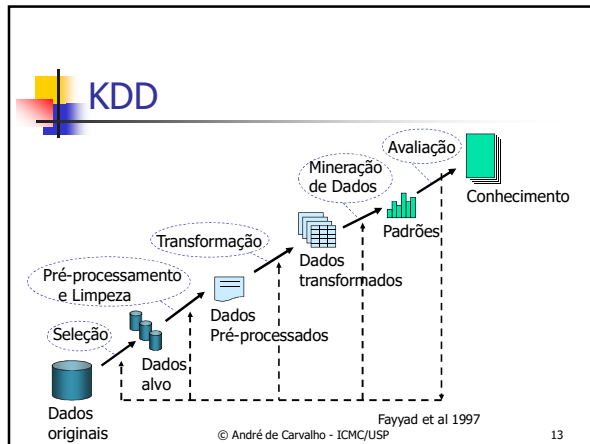 KDD
Avaliação
Mineração
de Dados
Conhecimento
Padrões
Transformação
Dados
transformados
Pré-processamento
e Limpeza
Dados
Pré-processados
Seleção
Dados
alvo
Dados
originais
Fayyad et al 1997
© André de Carvalho - ICMC/USP
13